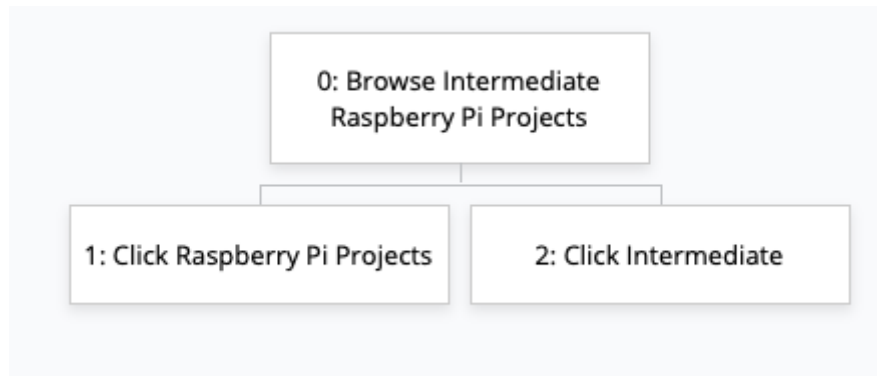 0: Browse Intermediate
Raspberry Pi Projects
1: Click Raspberry Pi Projects
2: Click Intermediate